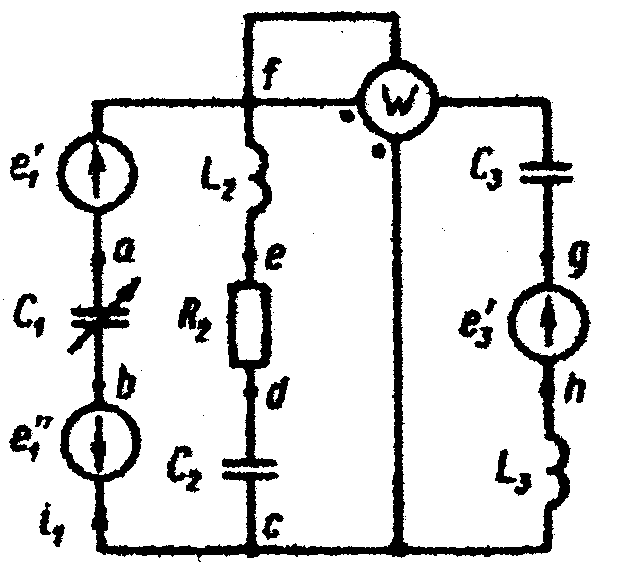 f
W
e₁′
L₂
C₃
a
e
g
C₁
R₂
e₃′
b
d
h
e₁″
C₂
L₃
i₁
c